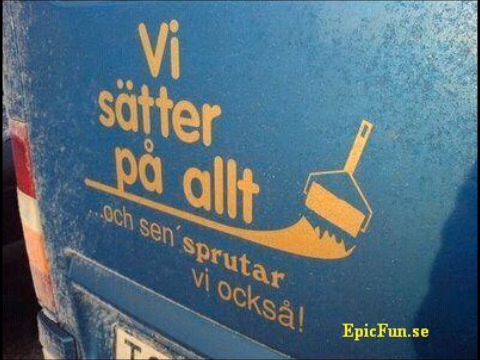 Vi
sätter
på allt
...och sen ́sprutar
vi också!
EpicFun.se